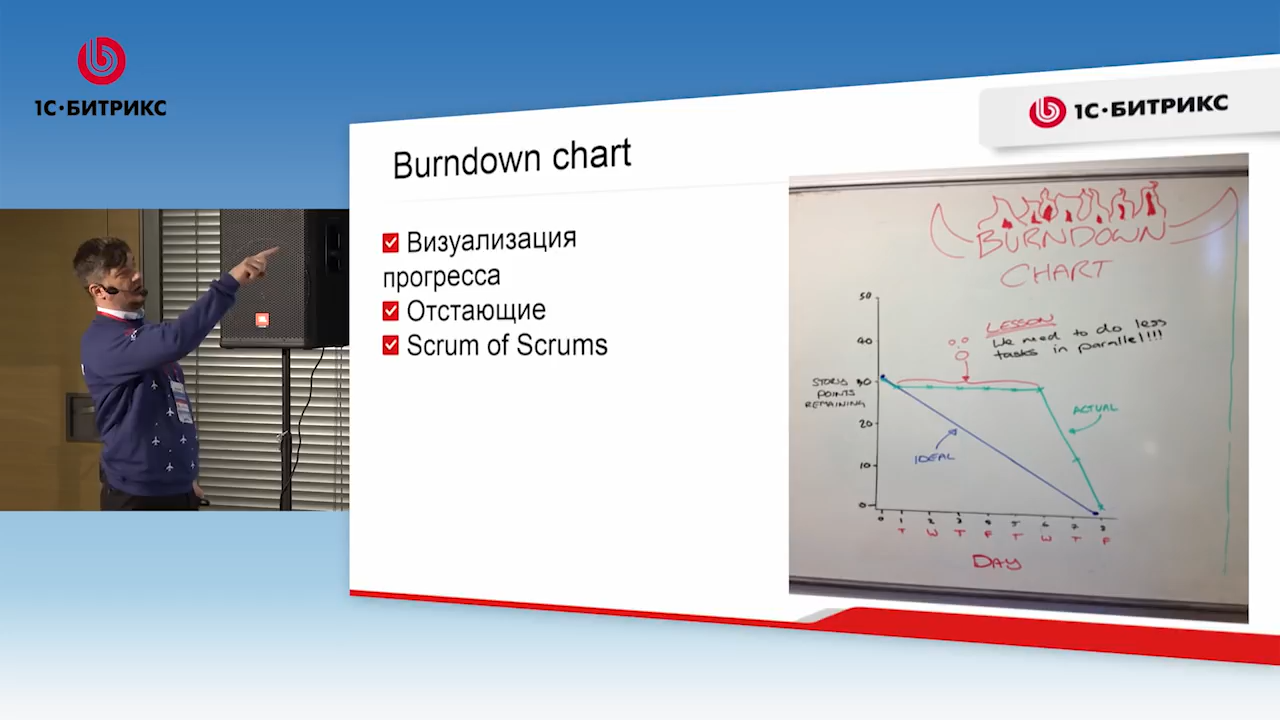 1С·БИТРИКС
1С·БИТРИКС
Burndown chart
Визуализация
прогресса
Отстающие
Scrum of Scrums
BURNDOWN
CHART
50
40
30
20
10
0
STORY
POINTS
REMAINING
LESSON
We need to do less
tasks in parallel!!!
ACTUAL
IDEAL
0 1 2 3 4 5 6 7 8
T W T F T W T F
DAY